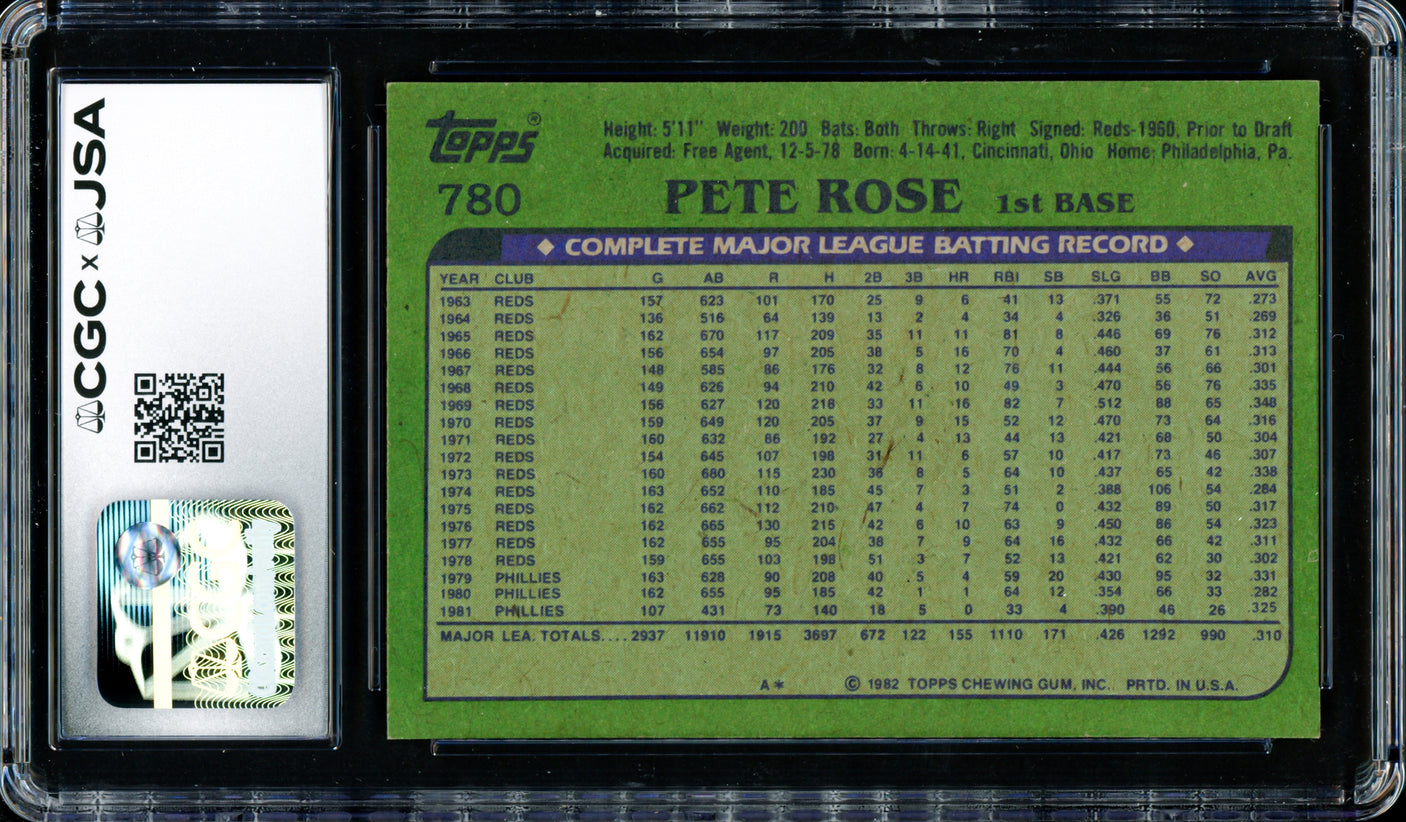 CGC x JSA
topps®
Height: 5'11" Weight: 200 Bats: Both Throws: Right Signed: Reds-1960, Prior to Draft
Acquired: Free Agent, 12-5-78 Born: 4-14-41, Cincinnati, Ohio Home: Philadelphia, Pa.
780 PETE ROSE 1st BASE
COMPLETE MAJOR LEAGUE BATTING RECORD
YEAR CLUB G AB R H 2B 3B HR RBI SB SLG BB SO AVG
1963 REDS 157 623 101 170 25 9 6 41 13 .371 55 72 .273
1964 REDS 136 516 64 139 13 2 4 34 4 .326 36 51 .269
1965 REDS 162 670 117 209 35 11 11 81 8 .446 69 76 .312
1966 REDS 156 654 97 205 38 5 16 70 4 .460 37 61 .313
1967 REDS 148 585 86 176 32 8 12 76 11 .444 56 66 .301
1968 REDS 149 626 94 210 42 6 10 49 3 .470 56 76 .335
1969 REDS 156 627 120 218 33 11 16 82 7 .512 88 65 .348
1970 REDS 159 649 120 205 37 9 15 52 12 .470 73 64 .316
1971 REDS 160 632 86 192 27 4 13 44 13 .421 68 50 .304
1972 REDS 154 645 107 198 31 11 6 57 10 .417 73 46 .307
1973 REDS 160 680 115 230 36 8 5 64 10 .437 65 42 .338
1974 REDS 163 652 110 185 45 7 3 51 2 .388 106 54 .284
1975 REDS 162 662 112 210 47 4 7 74 0 .432 89 50 .317
1976 REDS 162 665 130 215 42 6 10 63 9 .450 86 54 .323
1977 REDS 162 655 95 204 38 7 9 64 16 .432 66 42 .311
1978 REDS 159 655 103 198 51 3 7 52 13 .421 62 30 .302
1979 PHILLIES 163 628 90 208 40 5 4 59 20 .430 95 32 .331
1980 PHILLIES 162 655 95 185 42 1 1 64 12 .354 66 33 .282
1981 PHILLIES 107 431 73 140 18 5 0 33 4 .390 46 26 .325
MAJOR LEA. TOTALS.... 2937 11910 1915 3697 672 122 155 1110 171 .426 1292 990 .310
A* © 1982 TOPPS CHEWING GUM, INC. PRTD. IN U.S.A.